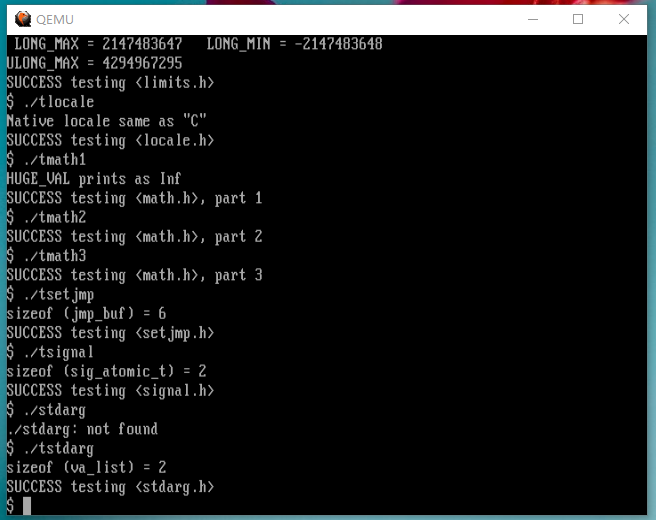 QEMU
LONG_MAX = 2147483647   LONG_MIN = -2147483648
ULONG_MAX = 4294967295
SUCCESS testing <limits.h>
$ ./tlocale
Native locale same as "C"
SUCCESS testing <locale.h>
$ ./tmath1
HUGE_VAL prints as Inf
SUCCESS testing <math.h>, part 1
$ ./tmath2
SUCCESS testing <math.h>, part 2
$ ./tmath3
SUCCESS testing <math.h>, part 3
$ ./tsetjmp
sizeof (jmp_buf) = 6
SUCCESS testing <setjmp.h>
$ ./tsignal
sizeof (sig_atomic_t) = 2
SUCCESS testing <signal.h>
$ ./stdarg
./stdarg: not found
$ ./tstdarg
sizeof (va_list) = 2
SUCCESS testing <stdarg.h>
$